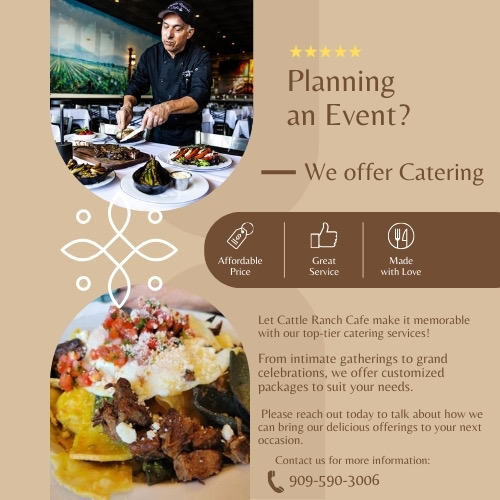 Planning
an Event?
We offer Catering
Affordable
Price
Great
Service
Made
with Love
Let Cattle Ranch Cafe make it memorable
with our top-tier catering services!
From intimate gatherings to grand
celebrations, we offer customized
packages to suit your needs.
Please reach out today to talk about how we
can bring our delicious offerings to your next
occasion.
Contact us for more information:
909-590-3006